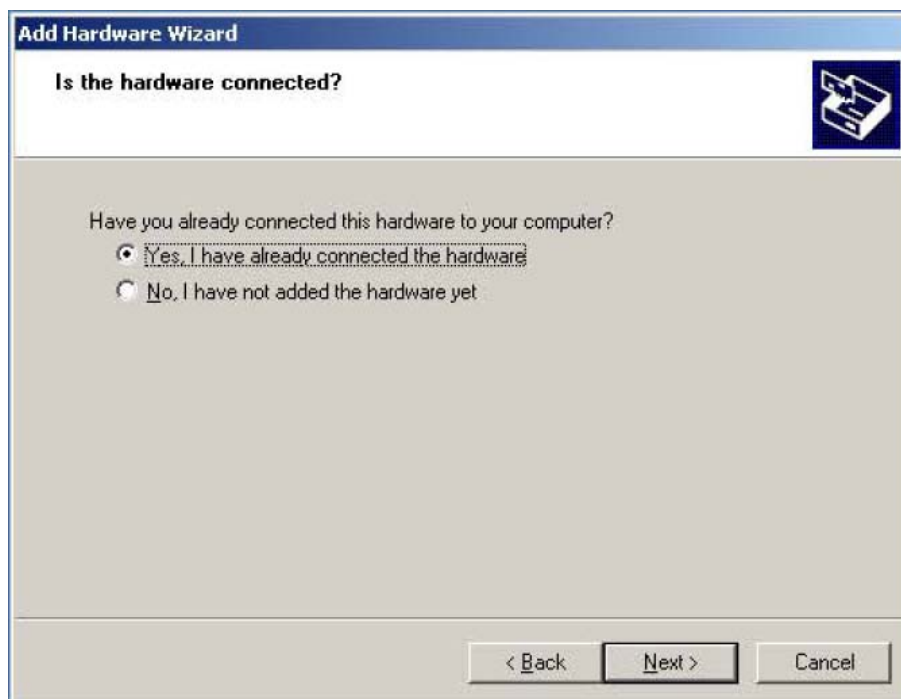 Add Hardware Wizard
Is the hardware connected?
Have you already connected this hardware to your computer?
Yes, I have already connected the hardware
No, I have not added the hardware yet
< Back Next > Cancel